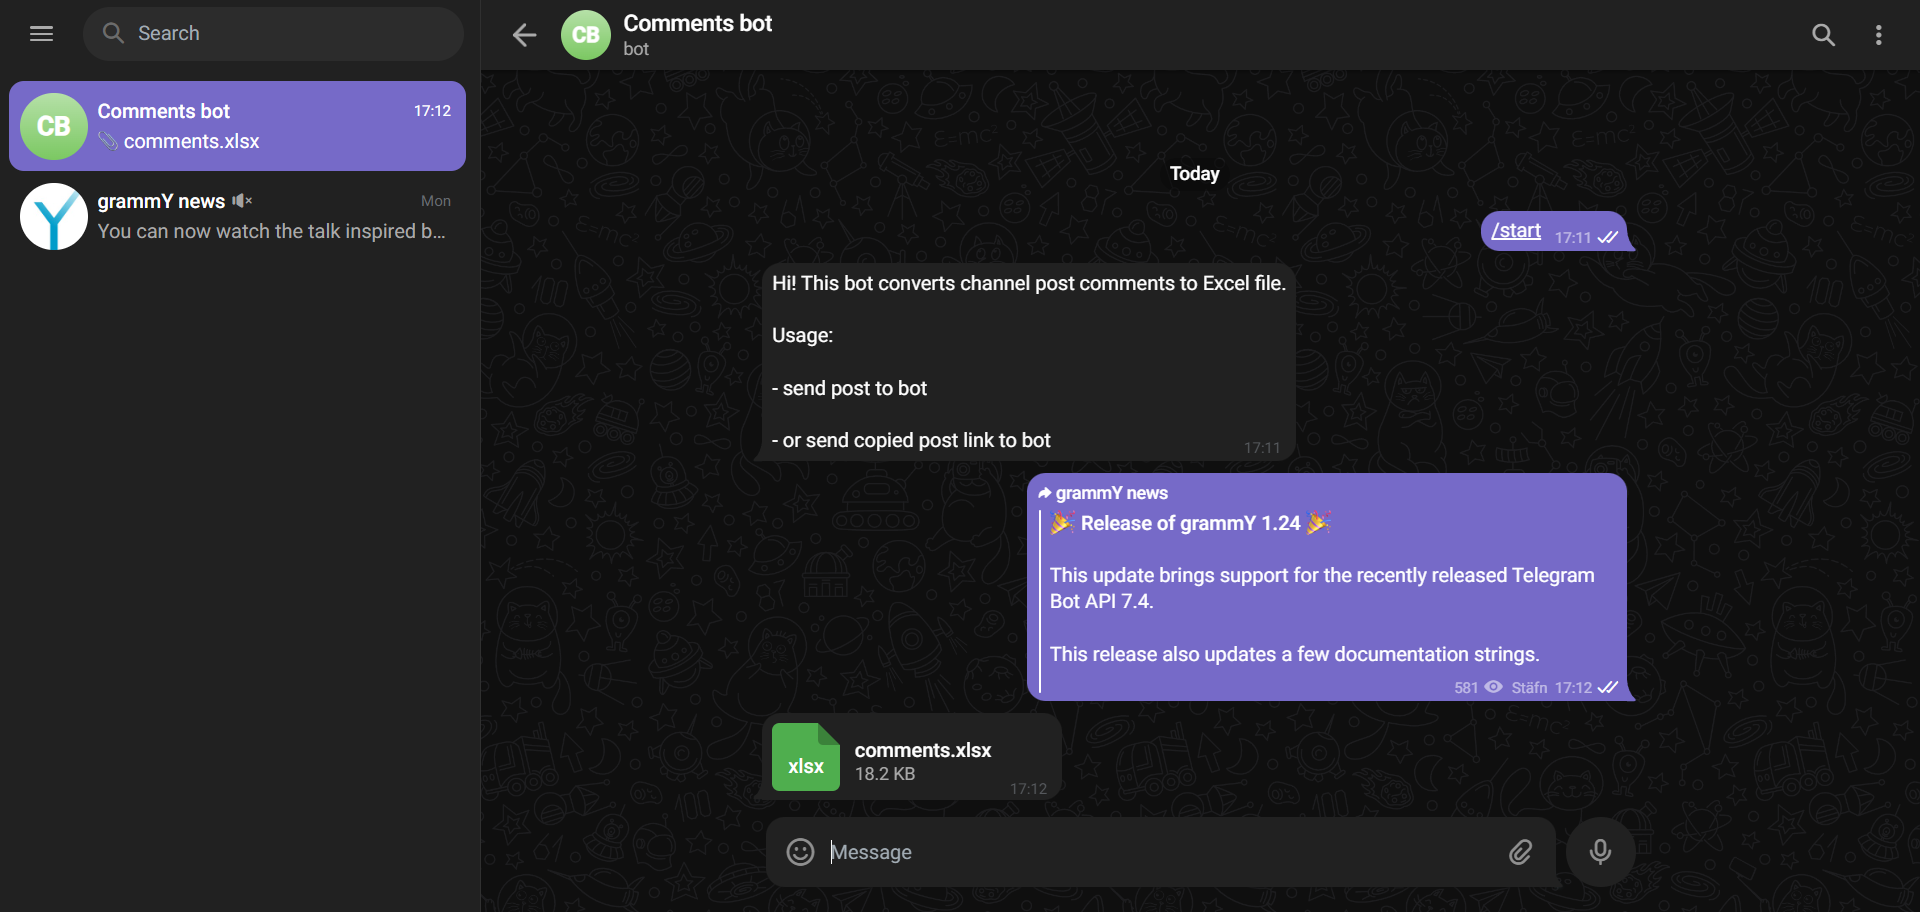 Search
CB
Comments bot
17:12
comments.xlsx
Y
grammY news
Mon
You can now watch the talk inspired b...
CB
Comments bot
bot
Today
/start
17:11
Hi! This bot converts channel post comments to Excel file.
Usage:
- send post to bot
- or send copied post link to bot
17:11
grammY news
🎉 Release of grammY 1.24 🎉
This update brings support for the recently released Telegram
Bot API 7.4.
This release also updates a few documentation strings.
581 Stäfn 17:12
xlsx
comments.xlsx
18.2 KB
17:12
Message